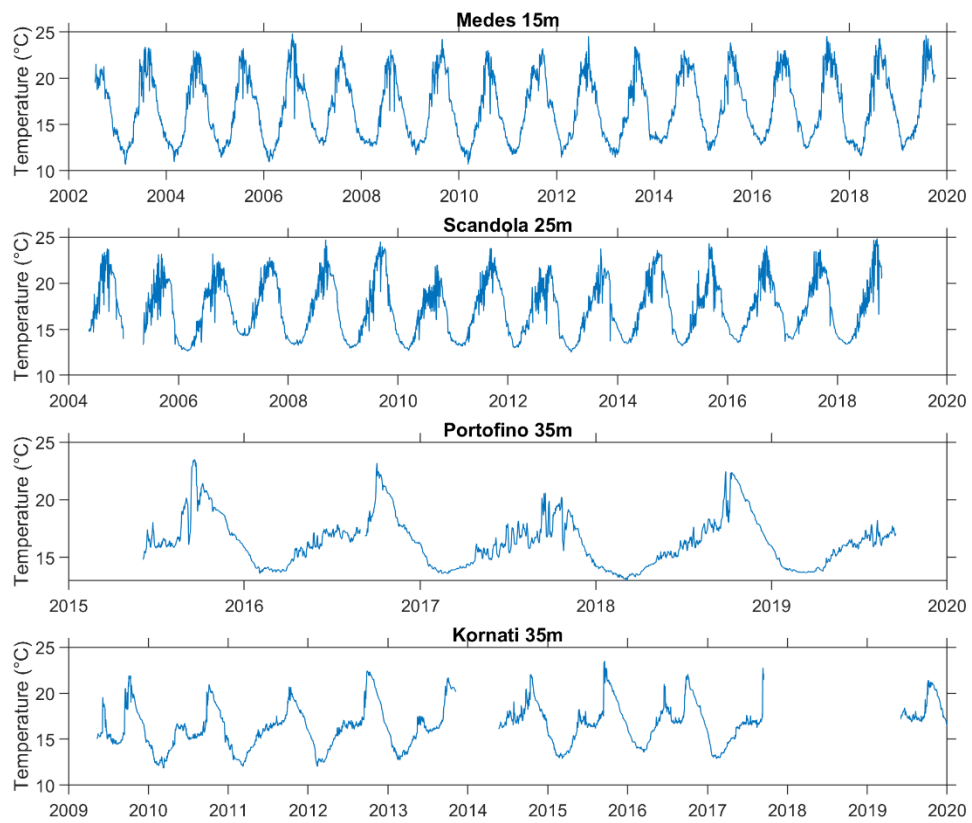 Medes 15m
Temperature (°C)
25
20
15
10
2002 2004 2006 2008 2010 2012 2014 2016 2018 2020
Scandola 25m
Temperature (°C)
25
20
15
10
2004 2006 2008 2010 2012 2014 2016 2018 2020
Portofino 35m
Temperature (°C)
25
20
15
2015 2016 2017 2018 2019 2020
Kornati 35m
Temperature (°C)
25
20
15
10
2009 2010 2011 2012 2013 2014 2015 2016 2017 2018 2019 2020